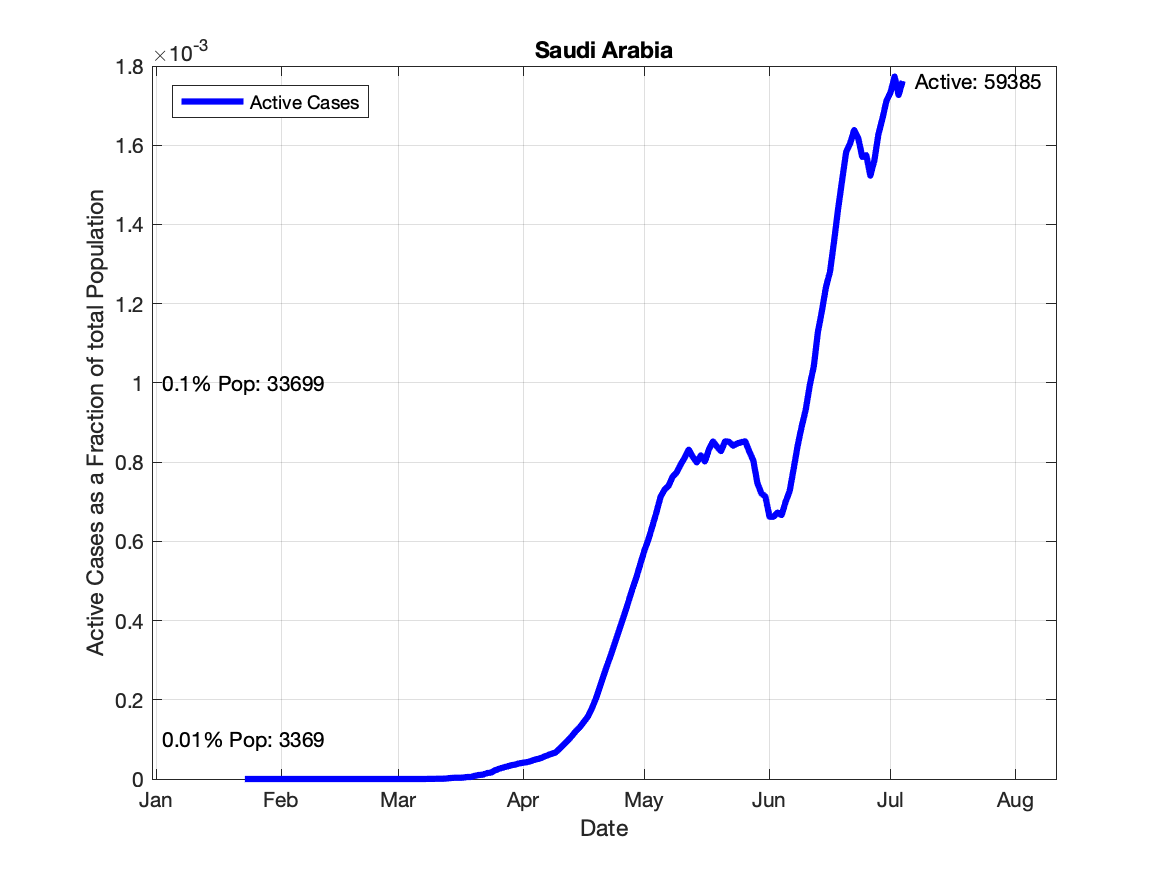 Saudi Arabia
×10-3
1.8
1.6
1.4
1.2
1
0.8
0.6
0.4
0.2
0
Active Cases as a Fraction of total Population
Active Cases
Active: 59385
0.1% Pop: 33699
0.01% Pop: 3369
Jan Feb Mar Apr May Jun Jul Aug
Date